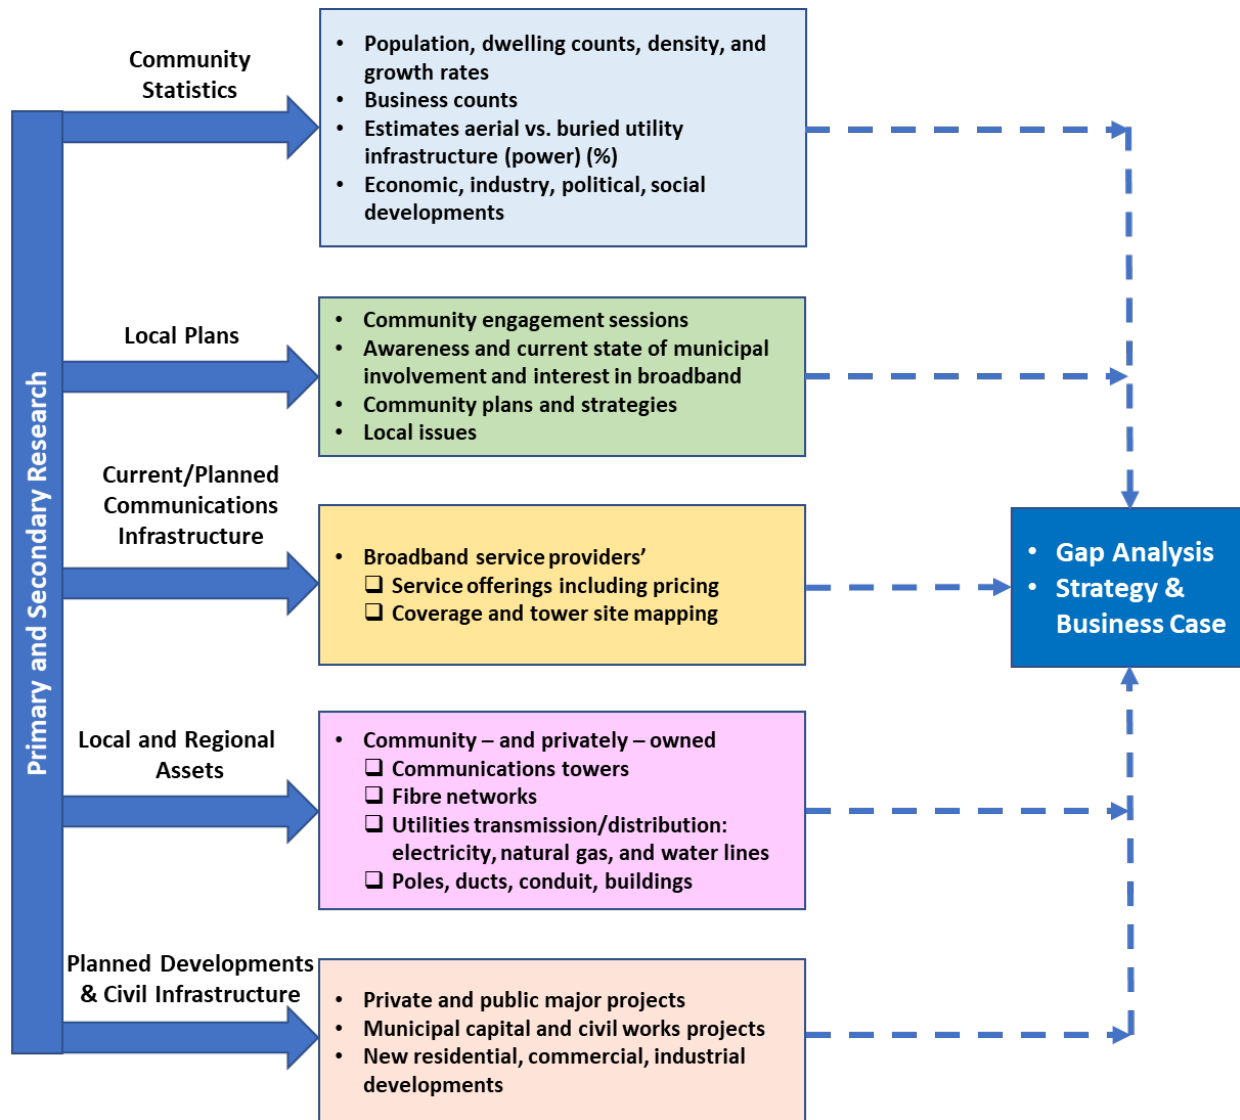 Primary and Secondary Research
Community
Statistics
• Population, dwelling counts, density, and
growth rates
• Business counts
• Estimates aerial vs. buried utility
infrastructure (power) (%)
• Economic, industry, political, social
developments
Local Plans
• Community engagement sessions
• Awareness and current state of municipal
involvement and interest in broadband
• Community plans and strategies
• Local issues
Current/Planned
Communications
Infrastructure
• Broadband service providers’
❑ Service offerings including pricing
❑ Coverage and tower site mapping
Local and Regional
Assets
• Community – and privately – owned
❑ Communications towers
❑ Fibre networks
❑ Utilities transmission/distribution:
electricity, natural gas, and water lines
❑ Poles, ducts, conduit, buildings
Planned Developments
& Civil Infrastructure
• Private and public major projects
• Municipal capital and civil works projects
• New residential, commercial, industrial
developments
• Gap Analysis
• Strategy &
Business Case